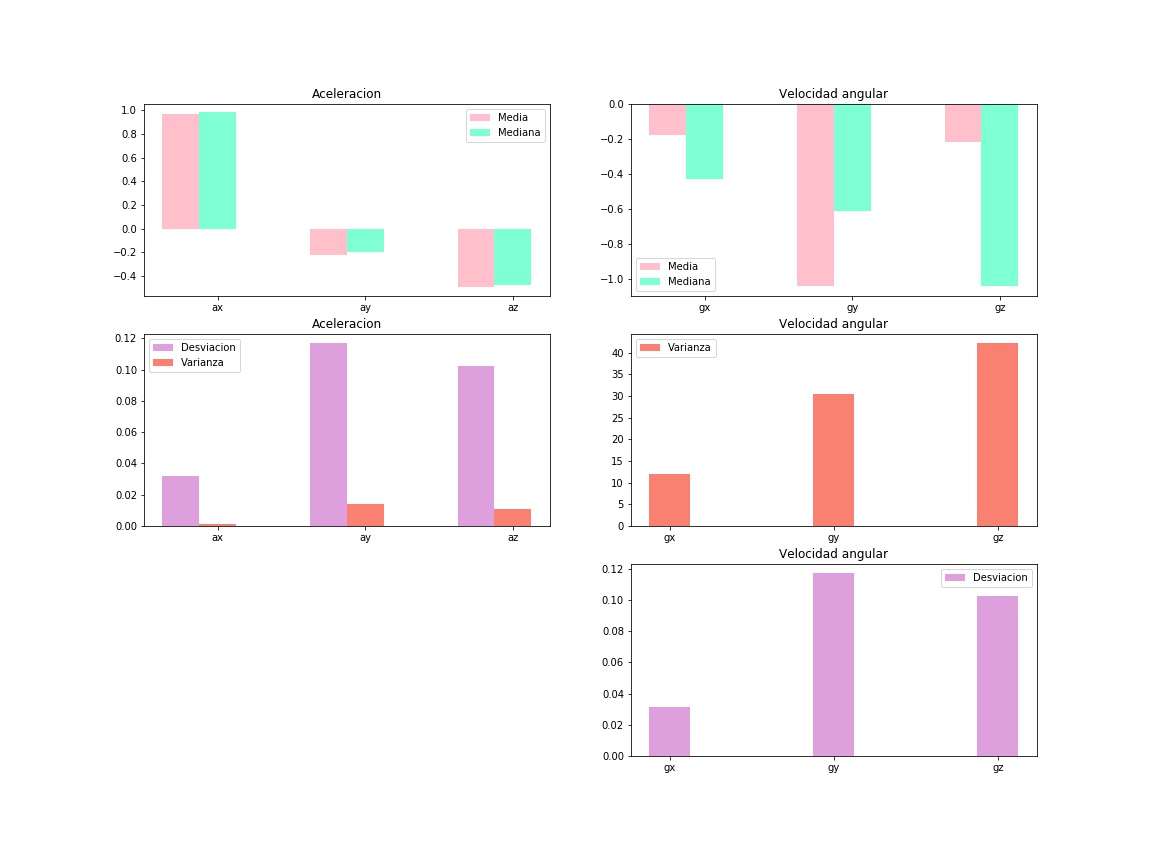 Aceleracion
1.0
0.8
0.6
0.4
0.2
0.0
−0.2
−0.4
Media
Mediana
ax ay az
Velocidad angular
0.0
−0.2
−0.4
−0.6
−0.8
−1.0
Media
Mediana
gx gy gz
Aceleracion
0.12
0.10
0.08
0.06
0.04
0.02
0.00
Desviacion
Varianza
ax ay az
Velocidad angular
40
35
30
25
20
15
10
5
0
Varianza
gx gy gz
Velocidad angular
0.12
0.10
0.08
0.06
0.04
0.02
0.00
Desviacion
gx gy gz